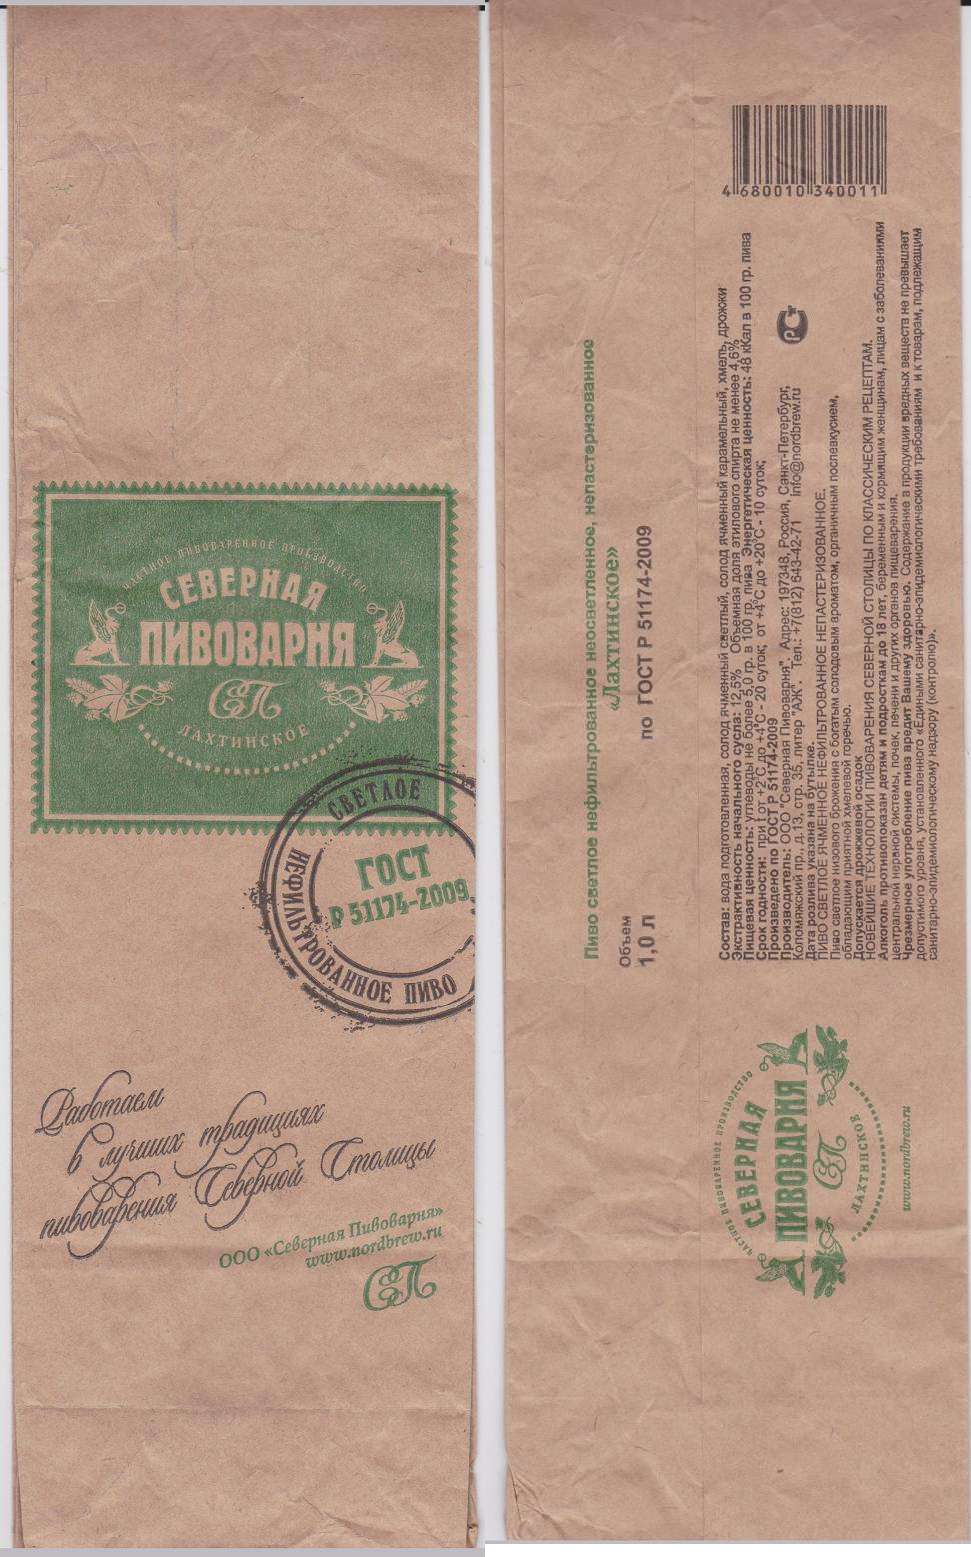 ЧАСТНОЕ ПИВОВАРЕННОЕ ПРОИЗВОДСТВО
СЕВЕРНАЯ
ПИВОВАРНЯ
СП
ЛАХТИНСКОЕ
СВЕТЛОЕ
ГОСТ
Р 51174-2009
НЕФИЛЬТРОВАННОЕ ПИВО
Работаем
в лучших традициях
пивоварения Северной Столицы
ООО «Северная Пивоварня»
www.nordbrew.ru
СП
Пиво светлое нефильтрованное неосветленное, непастеризованное
«Лахтинское»
Объем
1,0 л
по ГОСТ Р 51174-2009
4 680010 340011
Состав: вода подготовленная, солод ячменный светлый, солод ячменный карамельный, хмель, дрожжи
Экстрактивность начального сусла: 12,5% Объемная доля этилового спирта не менее 4,6%
Пищевая ценность: углеводы не более 5,0 гр. в 100 гр. пива Энергетическая ценность: 48 кКал в 100 гр. пива
Срок годности: при t от +2°С до +4°С - 20 суток; от +4°С до +20°С - 10 суток;
Произведено по ГОСТ Р 51174-2009
Производитель: ООО "Северная Пивоварня". Адрес: 197348, Россия, Санкт-Петербург,
Коломяжский пр., д.13, стр. 35, литер "АЖ". Тел.: +7(812) 643-42-71 Info@nordbrew.ru
Дата розлива указана на бутылке.
ПИВО СВЕТЛОЕ ЯЧМЕННОЕ НЕФИЛЬТРОВАННОЕ НЕПАСТЕРИЗОВАННОЕ.
Пиво светлое низового брожения с богатым солодовым ароматом, органичным послевкусием,
обладающим приятной хмелевой горечью.
Допускается дрожжевой осадок
НОВЕЙШИЕ ТЕХНОЛОГИИ ПИВОВАРЕНИЯ СЕВЕРНОЙ СТОЛИЦЫ ПО КЛАССИЧЕСКИМ РЕЦЕПТАМ.
Алкоголь противопоказан детям и подросткам до 18 лет, беременным и кормящим женщинам, лицам с заболеваниями
центральной нервной системы, почек, печени и других органов пищеварения.
Чрезмерное употребление пива вредит Вашему здоровью. Содержание в продукции вредных веществ не превышает
допустимого уровня, установленного «Едиными санитарно-эпидемиологическими требованиям и к товарам, подлежащим
санитарно-эпидемиологическому надзору (контролю)».
ЧАСТНОЕ ПИВОВАРЕННОЕ ПРОИЗВОДСТВО
СЕВЕРНАЯ
ПИВОВАРНЯ
СП
ЛАХТИНСКОЕ
www.nordbrew.ru